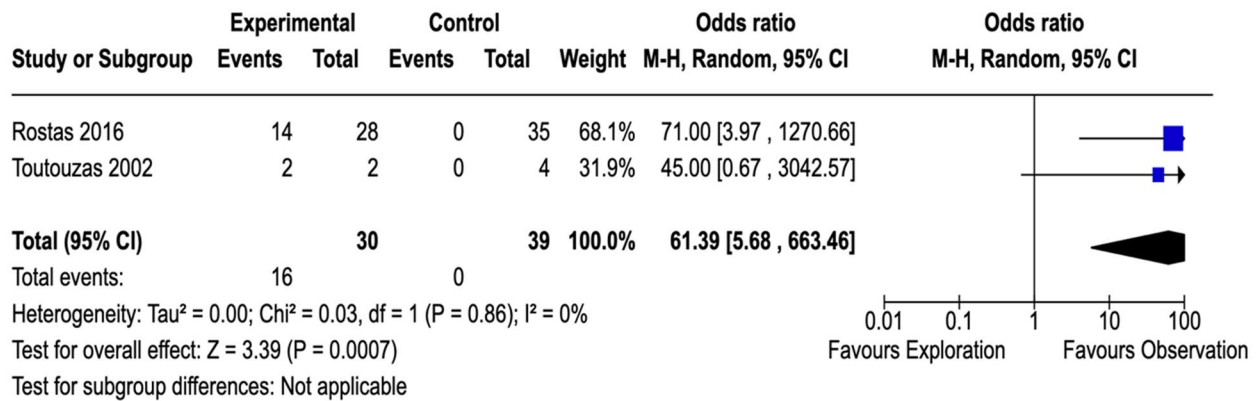 Experimental Control Odds ratio Odds ratio
Study or Subgroup Events Total Events Total Weight M-H, Random, 95% CI M-H, Random, 95% CI
Rostas 2016 14 28 0 35 68.1% 71.00 [3.97 , 1270.66]
Toutouzas 2002 2 2 0 4 31.9% 45.00 [0.67 , 3042.57]
Total (95% CI) 30 39 100.0% 61.39 [5.68 , 663.46]
Total events: 16 0
Heterogeneity: Tau² = 0.00; Chi² = 0.03, df = 1 (P = 0.86); I² = 0%
0.01 0.1 1 10 100
Test for overall effect: Z = 3.39 (P = 0.0007)
Favours Exploration Favours Observation
Test for subgroup differences: Not applicable